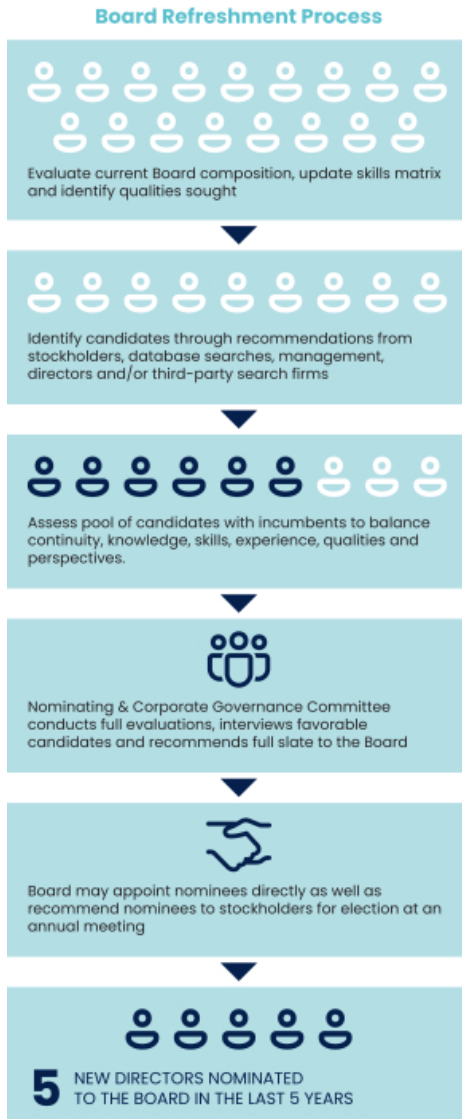 Board Refreshment Process
Evaluate current Board composition, update skills matrix
and identify qualities sought
Identify candidates through recommendations from
stockholders, database searches, management,
directors and/or third-party search firms
Assess pool of candidates with incumbents to balance
continuity, knowledge, skills, experience, qualities and
perspectives.
Nominating & Corporate Governance Committee
conducts full evaluations, interviews favorable
candidates and recommends full slate to the Board
Board may appoint nominees directly as well as
recommend nominees to stockholders for election at an
annual meeting
5 NEW DIRECTORS NOMINATED
TO THE BOARD IN THE LAST 5 YEARS